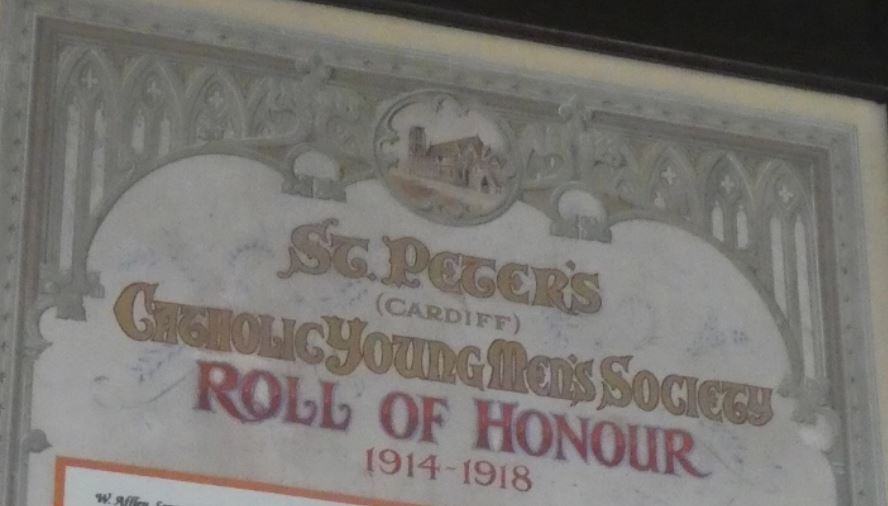 St. Peter's
(Cardiff)
Catholic Young Men's Society
ROLL OF HONOUR
1914-1918
W.